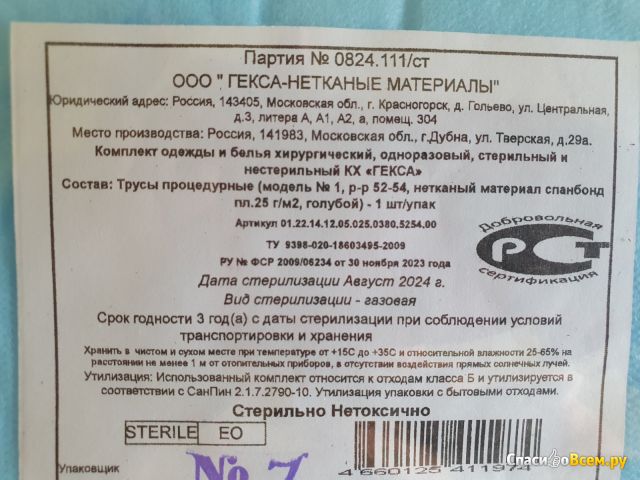 Партия № 0824.111/ст
ООО " ГЕКСА-НЕТКАНЫЕ МАТЕРИАЛЫ"
Юридический адрес: Россия, 143405, Московская обл., г. Красногорск, д. Гольево, ул. Центральная,
д.3, литера А, А1, А2, а, помещ. 304
Место производства: Россия, 141983, Московская обл., г.Дубна, ул. Тверская, д.29а.
Комплект одежды и белья хирургический, одноразовый, стерильный и
нестерильный КХ «ГЕКСА»
Состав: Трусы процедурные (модель № 1, р-р 52-54, нетканый материал спанбонд
пл.25 г/м2, голубой) - 1 шт/упак
Артикул 01.22.14.12.05.025.0380.5254.00
ТУ 9398-020-18603495-2009
РУ № ФСР 2009/06234 от 30 ноября 2023 года
Добровольная
РСТ
сертификация
Дата стерилизации Август 2024 г.
Вид стерилизации - газовая
Срок годности 3 год(а) с даты стерилизации при соблюдении условий
транспортировки и хранения
Хранить в чистом и сухом месте при температуре от +15С до +35С и относительной влажности 25-65% на
расстоянии не менее 1 м от отопительных приборов, в отсутствии воздействия прямых солнечных лучей.
Утилизация: Использованный комплект относится к отходам класса Б и утилизируется в
соответствии с СанПин 2.1.7.2790-10. Утилизация упаковки с бытовыми отходами.
Стерильно Нетоксично
STERILE EO
Упаковщик
№ 7
4 660125 411974
СпасибоВсем.ру